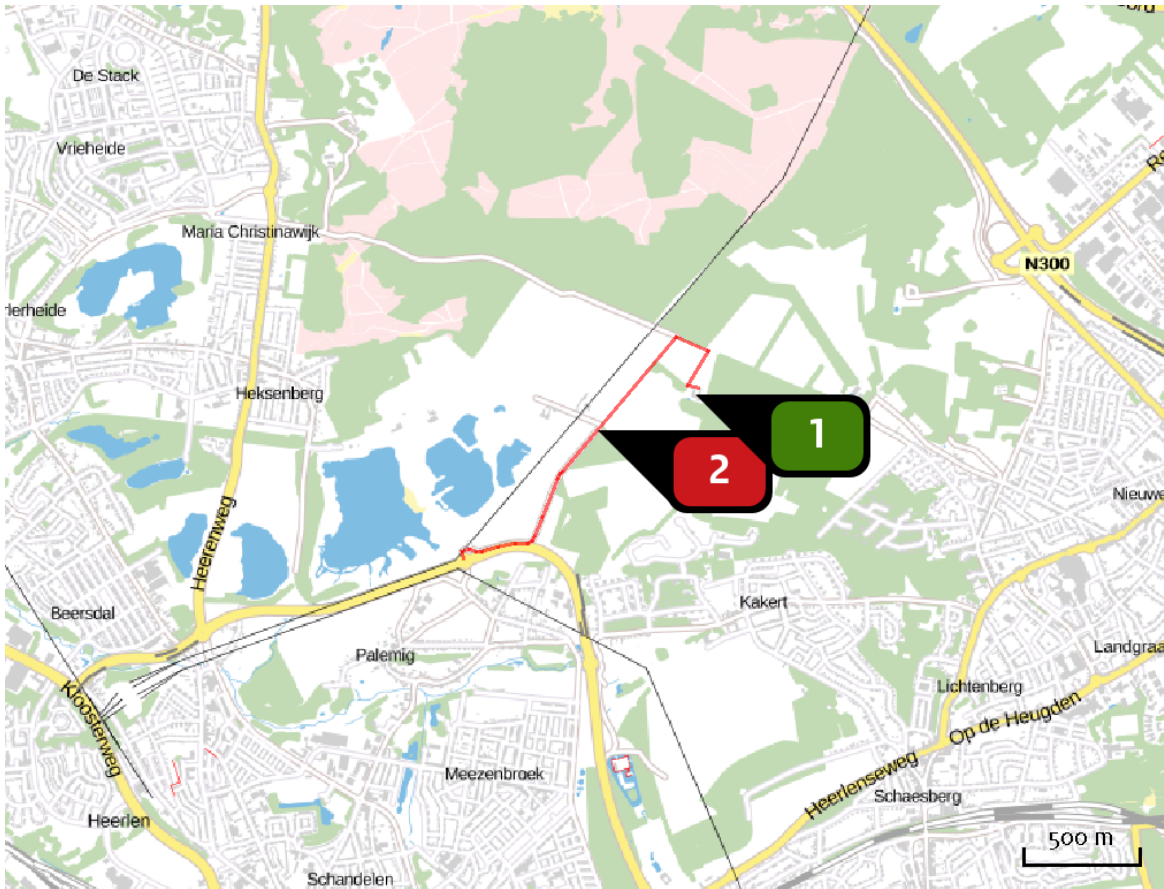 De Stack
Vrieheide
Maria Christinawijk
N300
rlerheide
Heksenberg
1
2
Nieuwe
Heerenweg
Beersdal
Kakert
Palemig
Landgraa
Lichtenberg
Kloosterweg
Op de Heugden
Meezenbroek
Heerlenseweg
Schaesberg
Heerlen
500 m
Schandelen